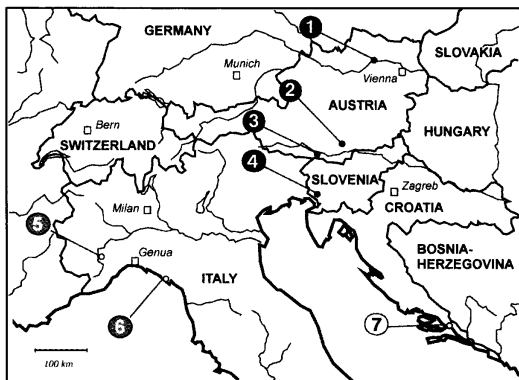 GERMANY
1
SLOVAKIA
Munich
Vienna
2
AUSTRIA
Bern
3
HUNGARY
SWITZERLAND
4
SLOVENIA
Zagreb
Milan
CROATIA
5
Genua
BOSNIA-
HERZEGOVINA
ITALY
6
7
100 km